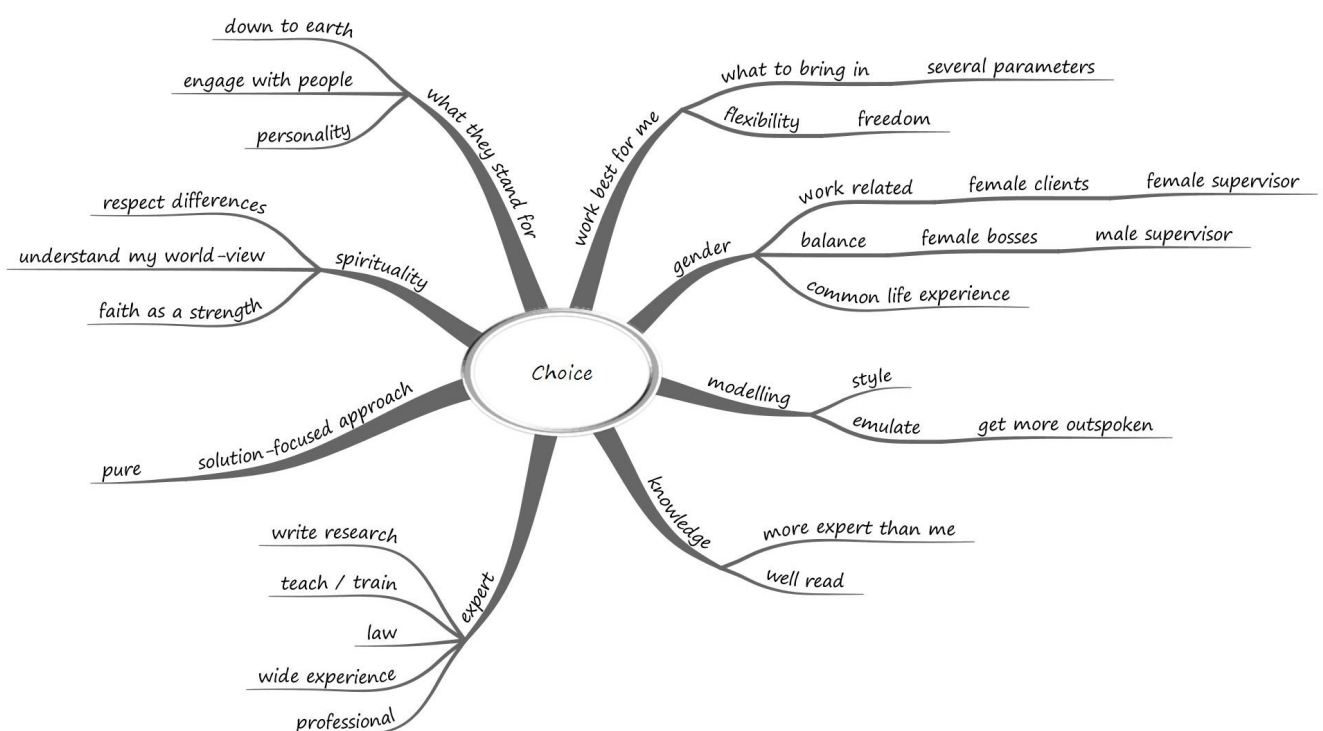 Choice
work best for me
what to bring in
several parameters
flexibility
freedom
gender
work related
female clients
female supervisor
balance
female bosses
male supervisor
common life experience
modelling
style
emulate
get more outspoken
knowledge
more expert than me
well read
expert
write research
teach / train
law
wide experience
professional
solution-focused approach
pure
spirituality
respect differences
understand my world-view
faith as a strength
what they stand for
down to earth
engage with people
personality